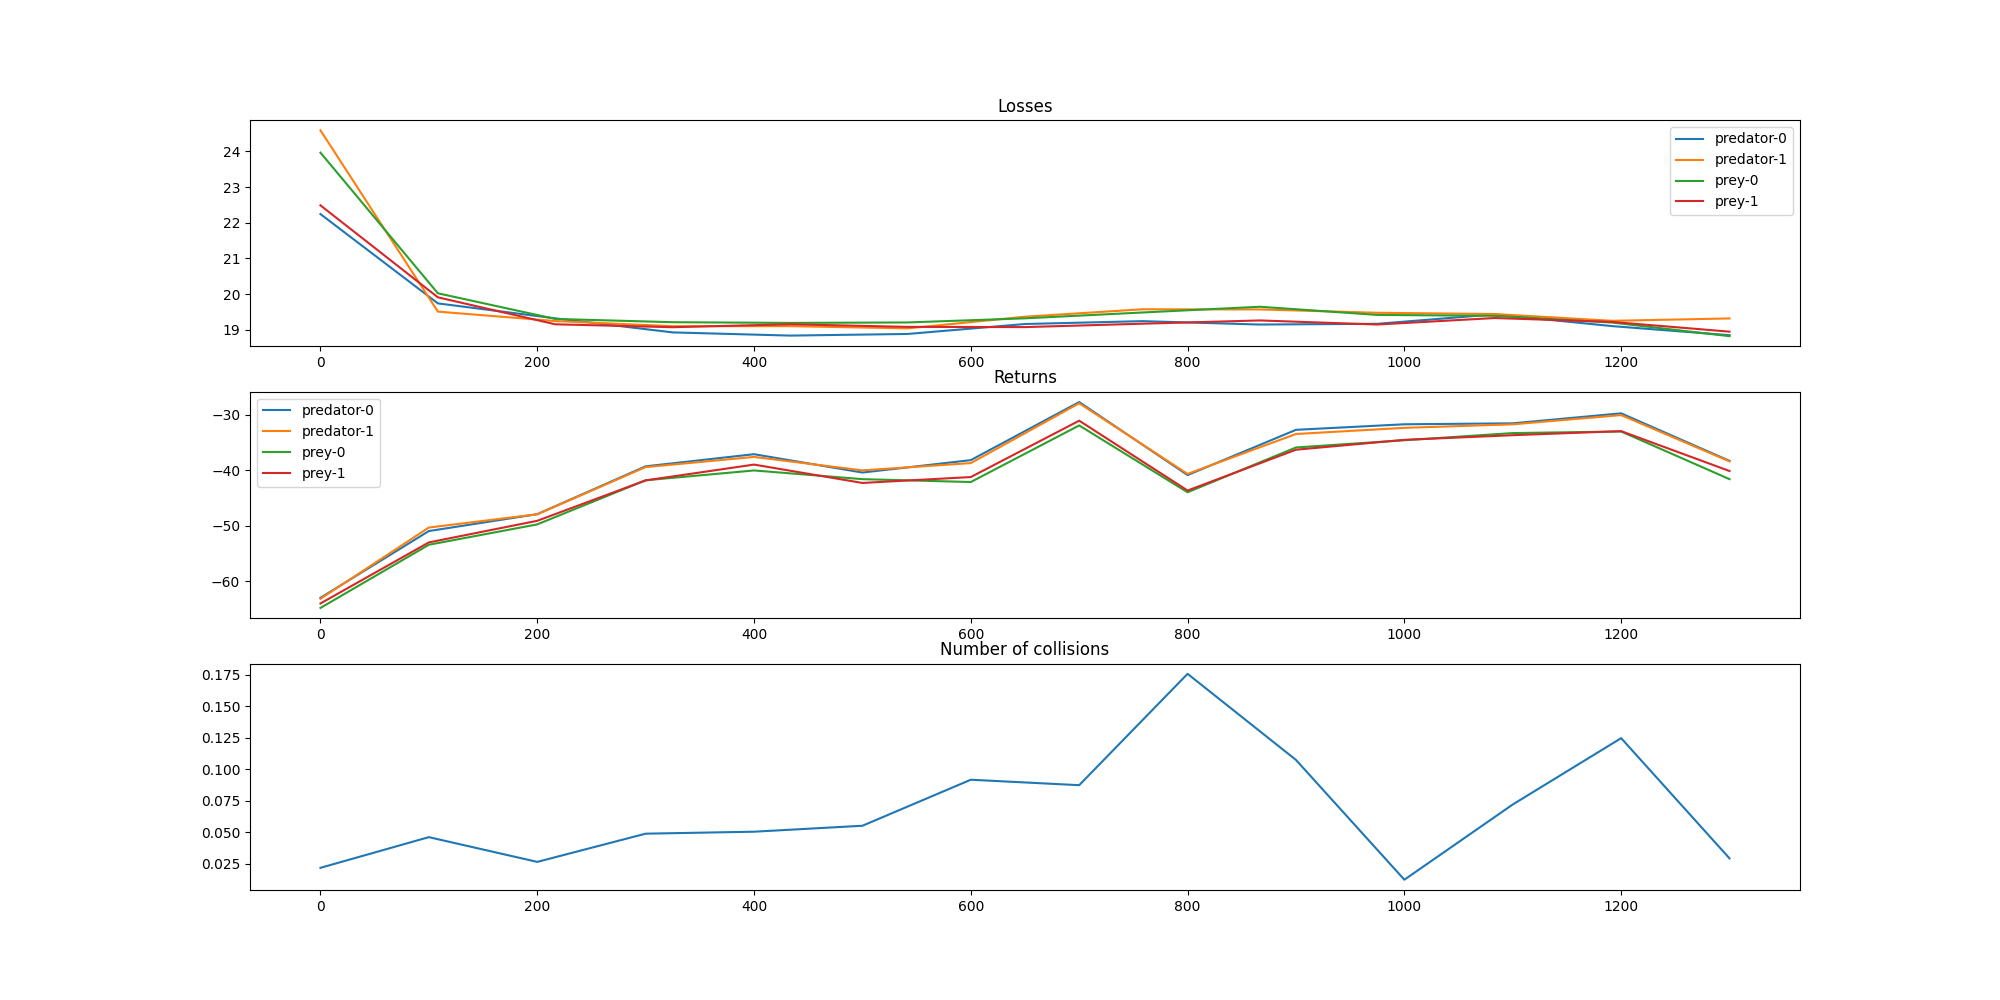 Losses
24
23
22
21
20
19
predator-0
predator-1
prey-0
prey-1
0 200 400 600 800 1000 1200
Returns
−30
−40
−50
−60
predator-0
predator-1
prey-0
prey-1
0 200 400 600 800 1000 1200
Number of collisions
0.175
0.150
0.125
0.100
0.075
0.050
0.025
0 200 400 600 800 1000 1200